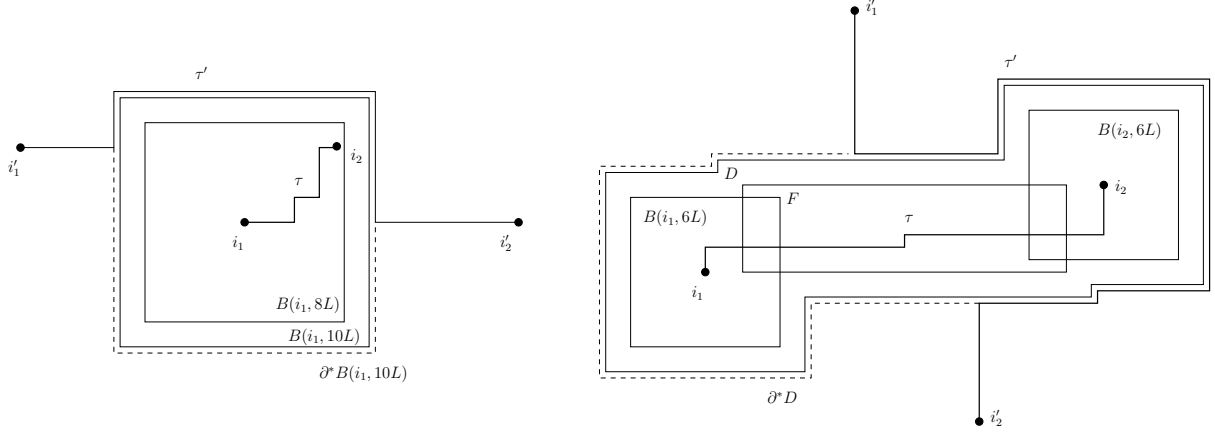 τ′
i′₁
τ
i₂
i₁
i′₂
B(i₁, 8L)
B(i₁, 10L)
∂*B(i₁, 10L)
i′₁
τ′
B(i₂, 6L)
D
F
i₂
B(i₁, 6L)
τ
i₁
∂*D
i′₂